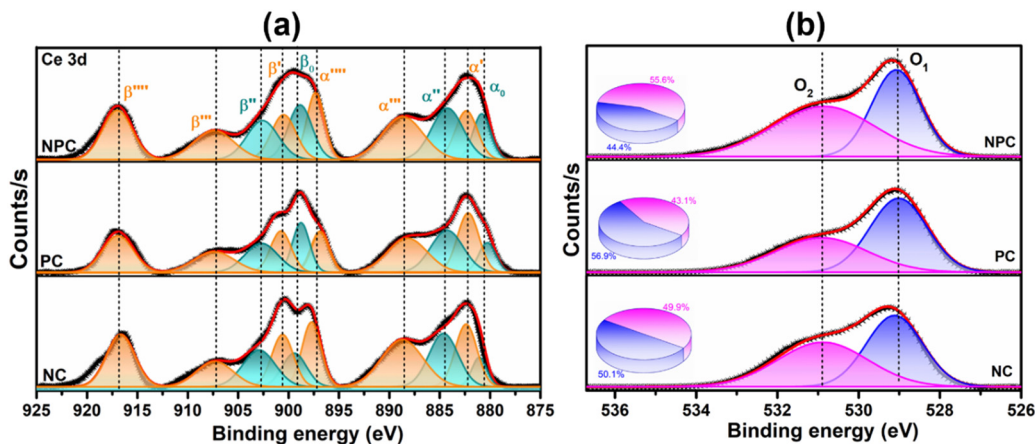 (a)
Ce 3d
β''''
β'''
β''
β'
β₀
α''''
α'''
α''
α'
α₀
NPC
PC
NC
Counts/s
925 920 915 910 905 900 895 890 885 880 875
Binding energy (eV)
(b)
O₂
O₁
55.6%
44.4%
NPC
43.1%
56.9%
PC
49.9%
50.1%
NC
Counts/s
536 534 532 530 528 526
Binding energy (eV)